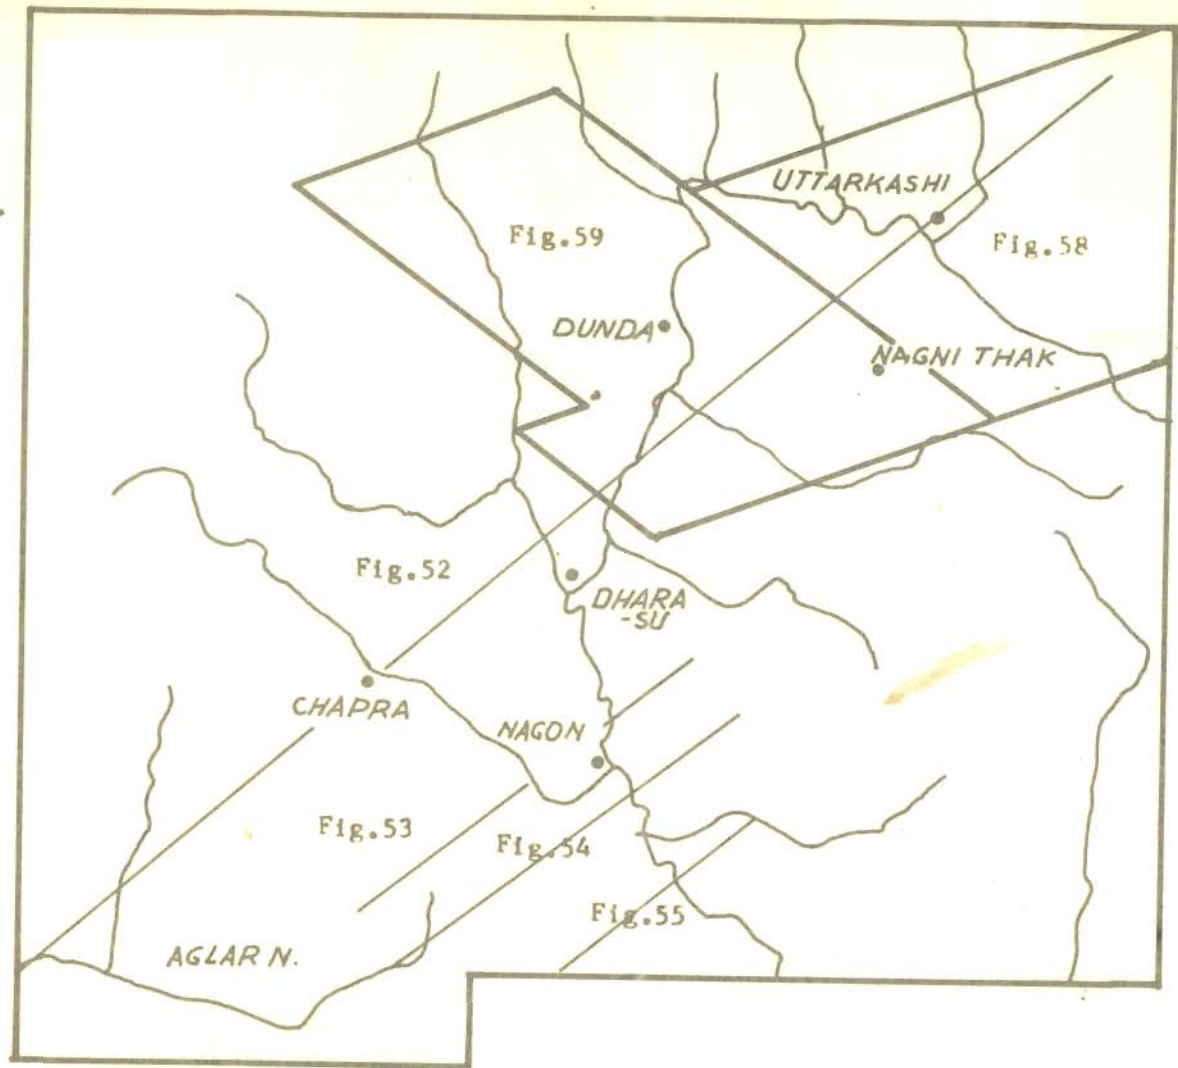 UTTARKASHI
Fig.59
Fig.58
DUNDA
NAGNI THAK
Fig.52
DHARA
-SU
CHAPRA
NAGON
Fig.53
Fig.54
Fig.55
AGLAR N.